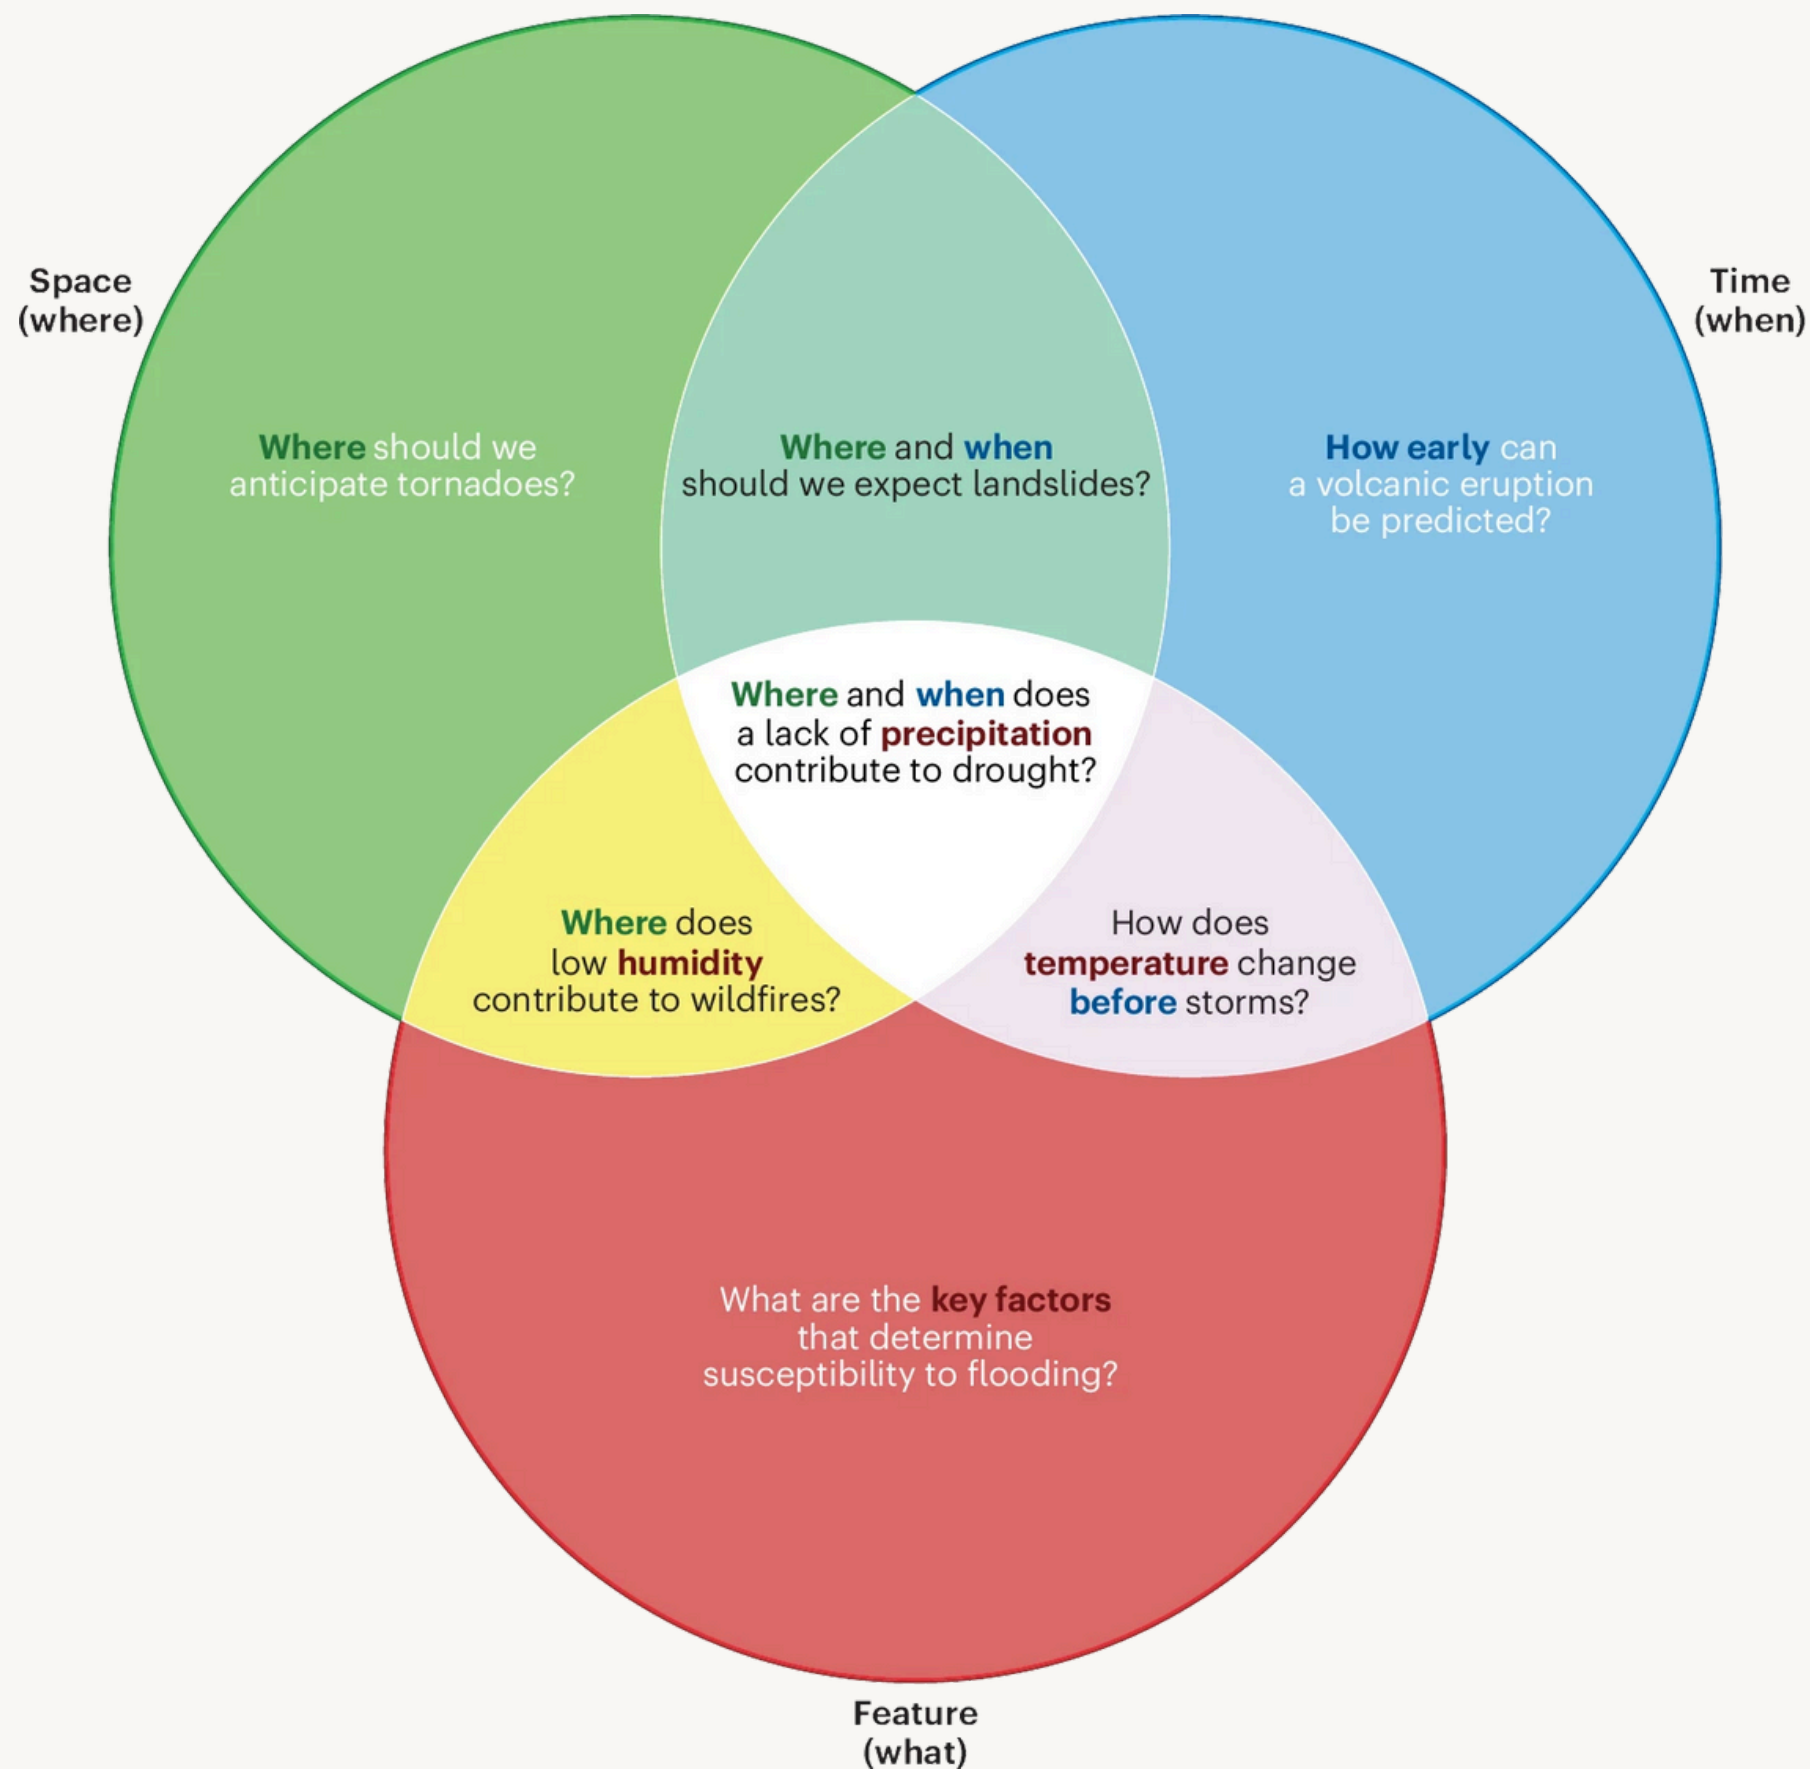 Space
(where)
Time
(when)
Where should we
anticipate tornadoes?
Where and when
should we expect landslides?
How early can
a volcanic eruption
be predicted?
Where and when does
a lack of precipitation
contribute to drought?
Where does
low humidity
contribute to wildfires?
How does
temperature change
before storms?
What are the key factors
that determine
susceptibility to flooding?
Feature
(what)